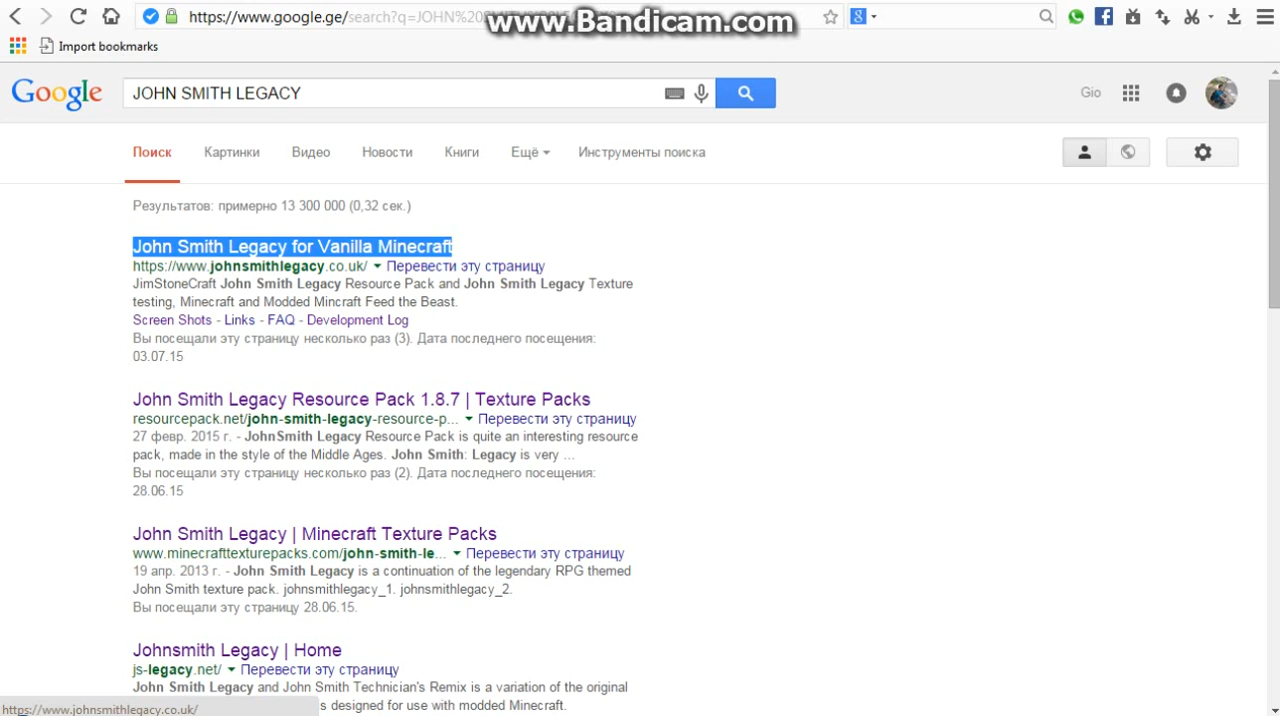 https://www.google.ge/search?q=JOHN%20
www.Bandicam.com
Import bookmarks
Google
JOHN SMITH LEGACY
Gio
Поиск
Картинки
Видео
Новости
Книги
Ещё
Инструменты поиска
Результатов: примерно 13 300 000 (0,32 сек.)
John Smith Legacy for Vanilla Minecraft
https://www.johnsmithlegacy.co.uk/ Перевести эту страницу
JimStoneCraft John Smith Legacy Resource Pack and John Smith Legacy Texture
testing, Minecraft and Modded Mincraft Feed the Beast.
Screen Shots - Links - FAQ - Development Log
Вы посещали эту страницу несколько раз (3). Дата последнего посещения:
03.07.15
John Smith Legacy Resource Pack 1.8.7 | Texture Packs
resourcepack.net/john-smith-legacy-resource-p... Перевести эту страницу
27 февр. 2015 г. - JohnSmith Legacy Resource Pack is quite an interesting resource
pack, made in the style of the Middle Ages. John Smith: Legacy is very ...
Вы посещали эту страницу несколько раз (2). Дата последнего посещения:
28.06.15
John Smith Legacy | Minecraft Texture Packs
www.minecrafttexturepacks.com/john-smith-le... Перевести эту страницу
19 апр. 2013 г. - John Smith Legacy is a continuation of the legendary RPG themed
John Smith texture pack. johnsmithlegacy_1. johnsmithlegacy_2.
Вы посещали эту страницу 28.06.15.
Johnsmith Legacy | Home
js-legacy.net/ Перевести эту страницу
John Smith Legacy and John Smith Technician's Remix is a variation of the original
s designed for use with modded Minecraft.
https://www.johnsmithlegacy.co.uk/